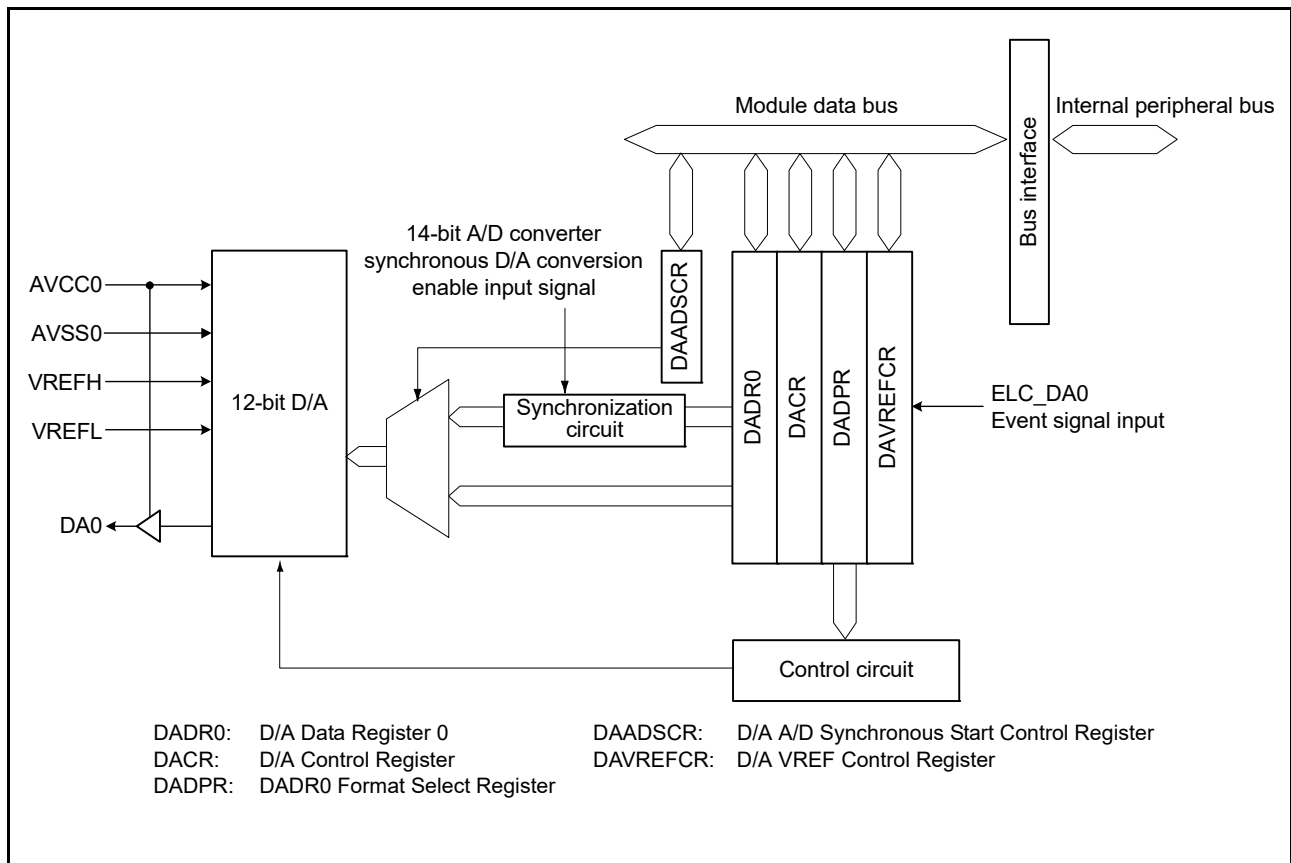 Module data bus
Internal peripheral bus
Bus interface
14-bit A/D converter
synchronous D/A conversion
enable input signal
DAADSCR
AVCC0
AVSS0
VREFH
VREFL
DA0
12-bit D/A
Synchronization
circuit
DADR0
DACR
DADPR
DAVREFCR
ELC_DA0
Event signal input
Control circuit
DADR0: D/A Data Register 0
DACR: D/A Control Register
DADPR: DADR0 Format Select Register
DAADSCR: D/A A/D Synchronous Start Control Register
DAVREFCR: D/A VREF Control Register